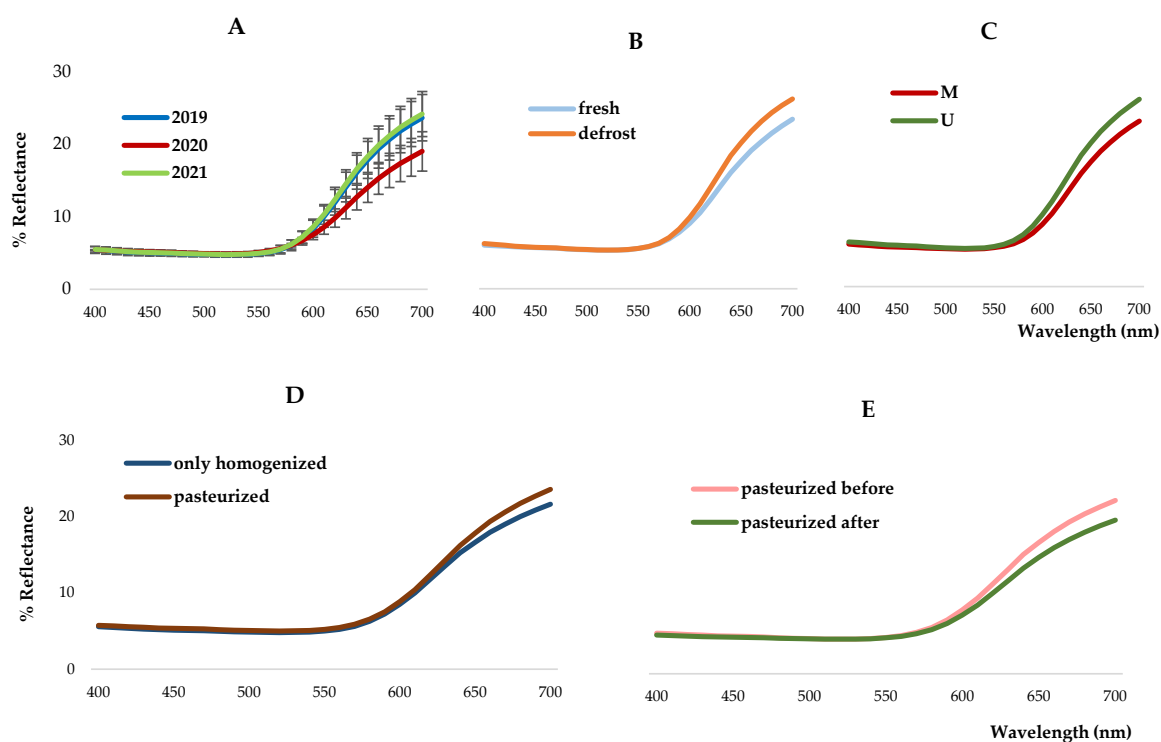 A
B
C
% Reflectance
30
20
10
0
2019
2020
2021
400 450 500 550 600 650 700
fresh
defrost
400 450 500 550 600 650 700
M
U
400 450 500 550 600 650 700
Wavelength (nm)
D
E
% Reflectance
30
20
10
0
only homogenized
pasteurized
400 450 500 550 600 650 700
pasteurized before
pasteurized after
400 450 500 550 600 650 700
Wavelength (nm)